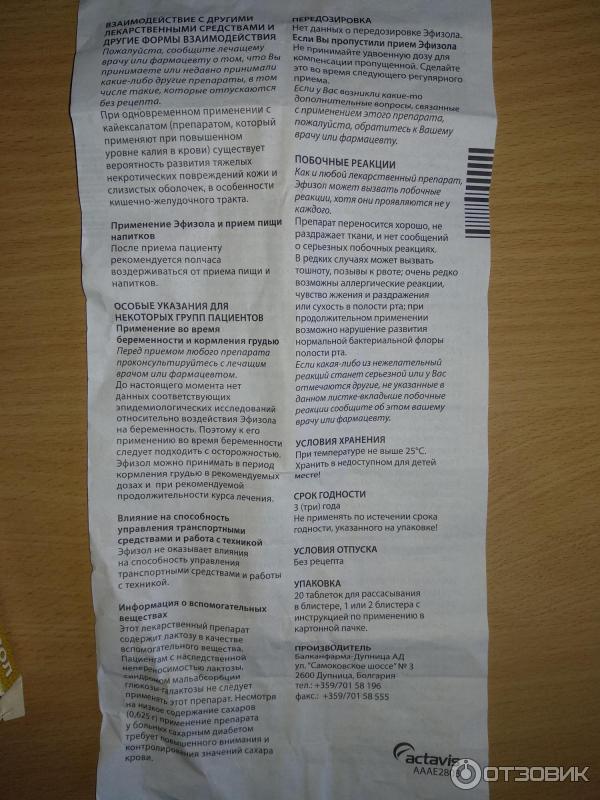 ВЗАИМОДЕЙСТВИЕ С ДРУГИМИ
ЛЕКАРСТВЕННЫМИ СРЕДСТВАМИ И
ДРУГИЕ ФОРМЫ ВЗАИМОДЕЙСТВИЯ
Пожалуйста, сообщите лечащему
врачу или фармацевту о том, что Вы
принимаете или недавно принимали
какие-либо другие препараты, в том
числе такие, которые отпускаются
без рецепта.
При одновременном применении с
кайексалатом (препаратом, который
применяют при повышенном
уровне калия в крови) существует
вероятность развития тяжелых
некротических повреждений кожи и
слизистых оболочек, в особенности
кишечно-желудочного тракта.
Применение Эфизола и прием пищи
напитков
После приема пациенту
рекомендуется полчаса
воздерживаться от приема пищи и
напитков.
ОСОБЫЕ УКАЗАНИЯ ДЛЯ
НЕКОТОРЫХ ГРУПП ПАЦИЕНТОВ
Применение во время
беременности и кормления грудью
Перед приемом любого препарата
проконсультируйтесь с лечащим
врачом или фармацевтом.
До настоящего момента нет
данных соответствующих
эпидемиологических исследований
относительно воздействия Эфизола
на беременность. Поэтому к его
применению во время беременности
следует подходить с осторожностью.
Эфизол можно принимать в период
кормления грудью в рекомендуемых
дозах и при рекомендуемой
продолжительности курса лечения.
Влияние на способность
управления транспортными
средствами и работа с техникой
Эфизол не оказывает влияния
на способность управления
транспортными средствами и работы
с техникой.
Информация о вспомогательных
веществах
Этот лекарственный препарат
содержит лактозу в качестве
вспомогательного вещества.
Пациентам с наследственной
непереносимостью лактозы,
синдромом мальабсорбции
глюкозы-галактозы не следует
применять этот препарат. Несмотря
на низкое содержание сахаров
(0,625 г) применение препарата
у больных сахарным диабетом
требует повышенного внимания и
контролирования значений сахара
крови.
ПЕРЕДОЗИРОВКА
Нет данных о передозировке Эфизола.
Если Вы пропустили прием Эфизола
Не принимайте удвоенную дозу для
компенсации пропущенной. Сделайте
это во время следующего регулярного
приема.
Если у Вас возникли какие-то
дополнительные вопросы, связанные
с применением этого препарата,
пожалуйста, обратитесь к Вашему
врачу или фармацевту.
ПОБОЧНЫЕ РЕАКЦИИ
Как и любой лекарственный препарат,
Эфизол может вызвать побочные
реакции, хотя они проявляются не у
каждого.
Препарат переносится хорошо, не
раздражает ткани, и нет сообщений
о серьезных побочных реакциях.
В редких случаях может вызвать
тошноту, позывы к рвоте; очень редко
возможны аллергические реакции,
чувство жжения и раздражения
или сухость в полости рта; при
продолжительном применении
возможно нарушение развития
нормальной бактериальной флоры
полости рта.
Если какая-либо из нежелательный
реакций станет серьезной или у Вас
отмечаются другие, не указанные в
данном листке-вкладыше побочные
реакции сообщите об этом вашему
врачу или фармацевту.
УСЛОВИЯ ХРАНЕНИЯ
При температуре не выше 25°С.
Хранить в недоступном для детей
месте!
СРОК ГОДНОСТИ
3 (три) года
Не применять по истечении срока
годности, указанного на упаковке!
УСЛОВИЯ ОТПУСКА
Без рецепта
УПАКОВКА
20 таблеток для рассасывания
в блистере, 1 или 2 блистера с
инструкцией по применению в
картонной пачке.
ПРОИЗВОДИТЕЛЬ
Балканфарма-Дупница АД
ул. "Самоковское шоссе" № 3
2600 Дупница, Болгария
тел.: +359/701 58 196
факс.: +359/701 58 555
actavis
ОТЗОВИК